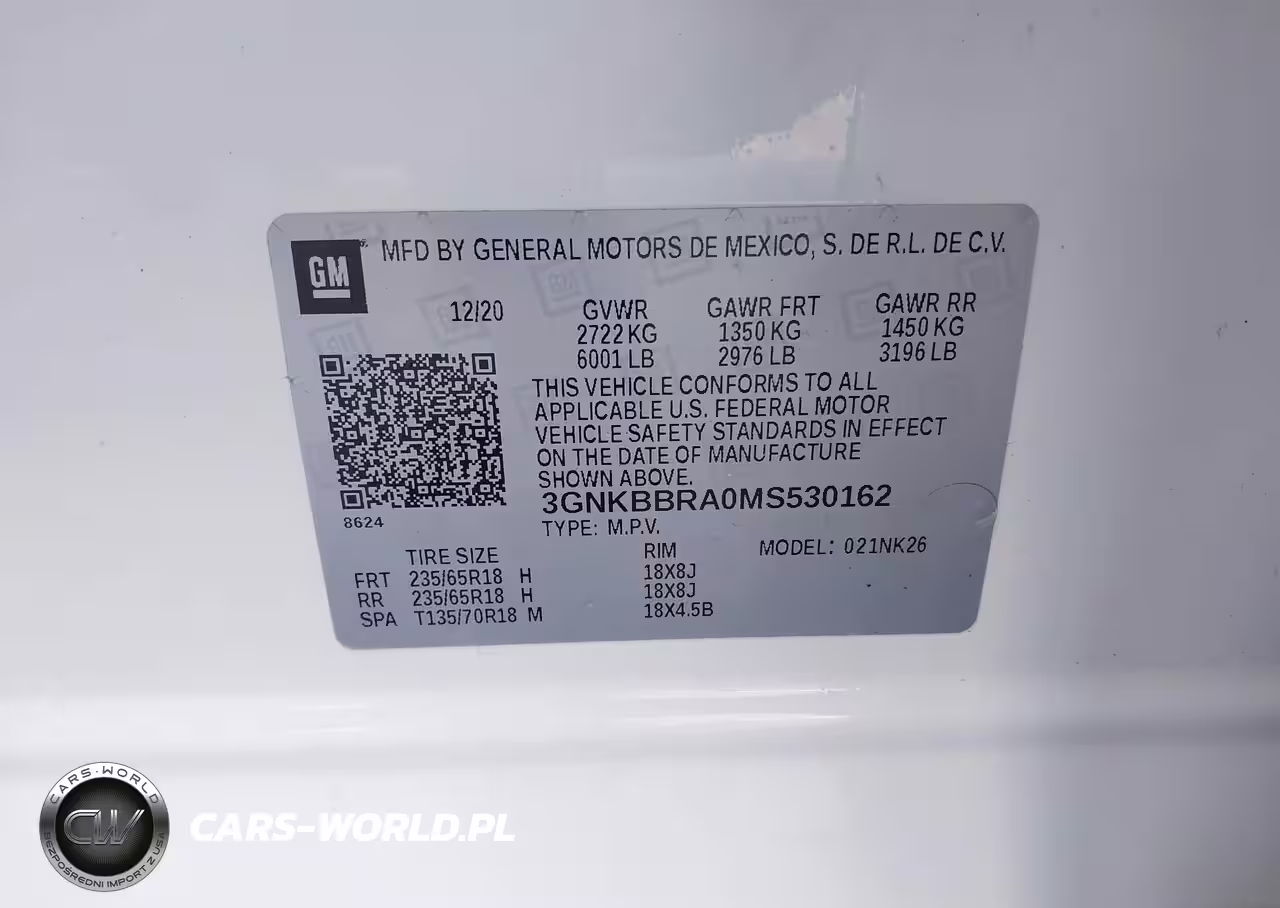 GM
MFD BY GENERAL MOTORS DE MEXICO, S. DE R.L. DE C.V.
12/20 GVWR GAWR FRT GAWR RR
2722 KG 1350 KG 1450 KG
6001 LB 2976 LB 3196 LB
THIS VEHICLE CONFORMS TO ALL
APPLICABLE U.S. FEDERAL MOTOR
VEHICLE SAFETY STANDARDS IN EFFECT
ON THE DATE OF MANUFACTURE
SHOWN ABOVE.
3GNKBBRA0MS530162
8624
TYPE: M.P.V.
TIRE SIZE RIM MODEL: 021NK26
FRT 235/65R18 H 18X8J
RR 235/65R18 H 18X8J
SPA T135/70R18 M 18X4.5B
CARS-WORLD
CW
BEZPOŚREDNI IMPORT Z USA
CARS-WORLD.PL